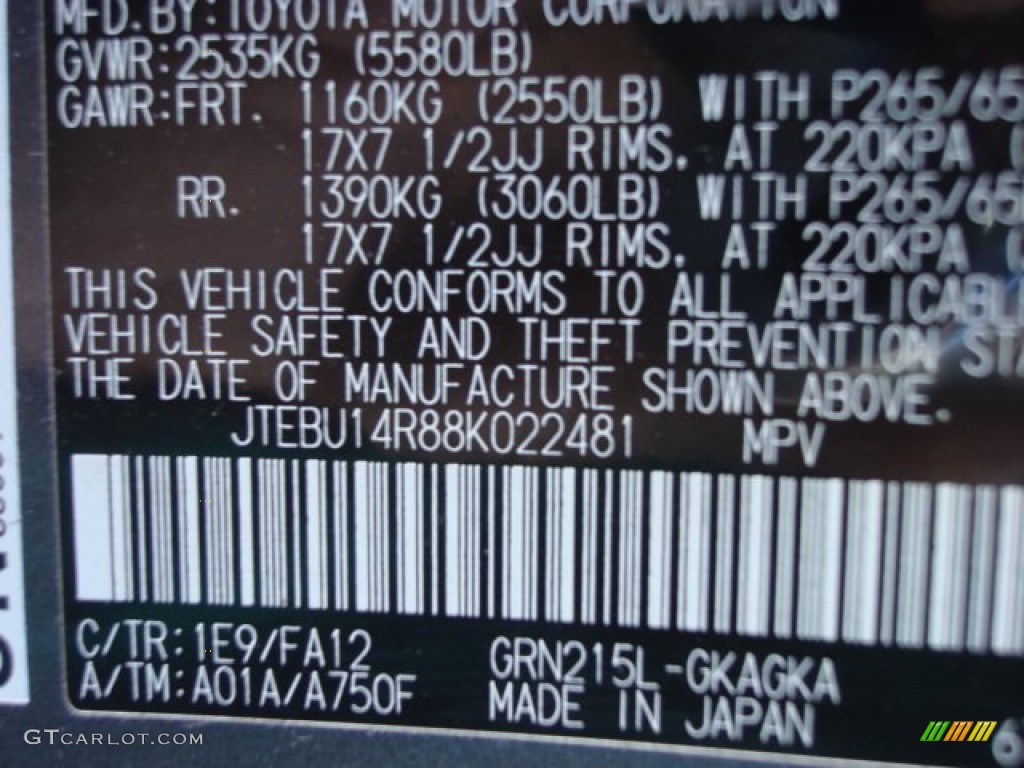 MFD.BY:TOYOTA MOTOR CORPORATION
GVWR:2535KG (5580LB)
GAWR:FRT. 1160KG (2550LB) WITH P265/65
17X7 1/2JJ RIMS. AT 220KPA (
RR. 1390KG (3060LB) WITH P265/65
17X7 1/2JJ RIMS. AT 220KPA (
THIS VEHICLE CONFORMS TO ALL APPLICABL
VEHICLE SAFETY AND THEFT PREVENTION STA
THE DATE OF MANUFACTURE SHOWN ABOVE.
JTEBU14R88K022481 MPV
C/TR:1E9/FA12 GRN215L-GKAGKA
A/TM:A01A/A750F MADE IN JAPAN
GTCARLOT.COM